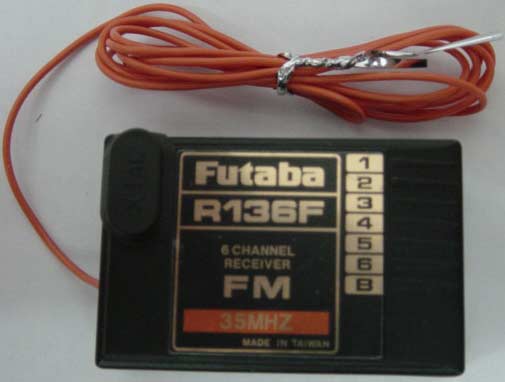 Futaba
R136F
6 CHANNEL
RECEIVER
FM
35MHZ
MADE IN TAIWAN
1
2
3
4
5
6
B